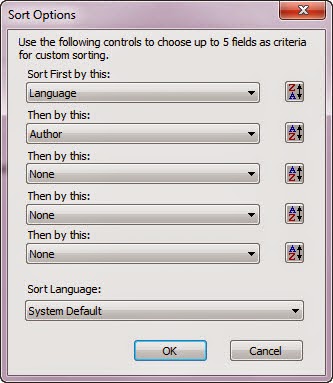 Sort Options
Use the following controls to choose up to 5 fields as criteria
for custom sorting.
Sort First by this:
Language
Z
A
Then by this:
Author
A
Z
Then by this:
None
A
Z
Then by this:
None
A
Z
Then by this:
None
A
Z
Sort Language:
System Default
OK
Cancel